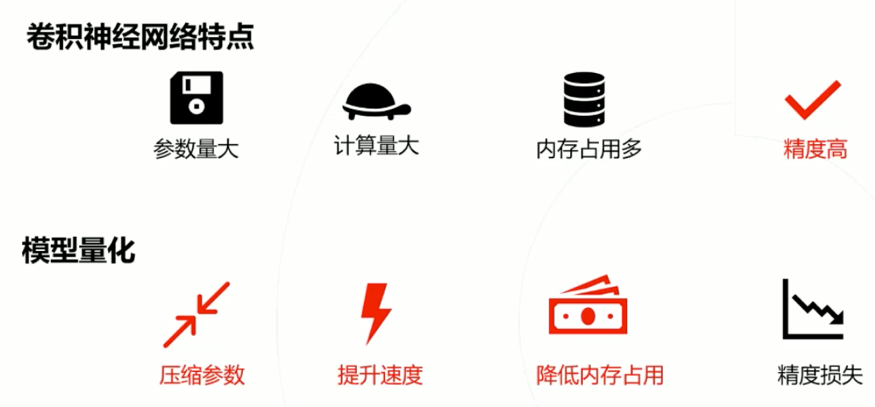 卷积神经网络特点
参数量大
计算量大
内存占用多
精度高
模型量化
压缩参数
提升速度
降低内存占用
精度损失